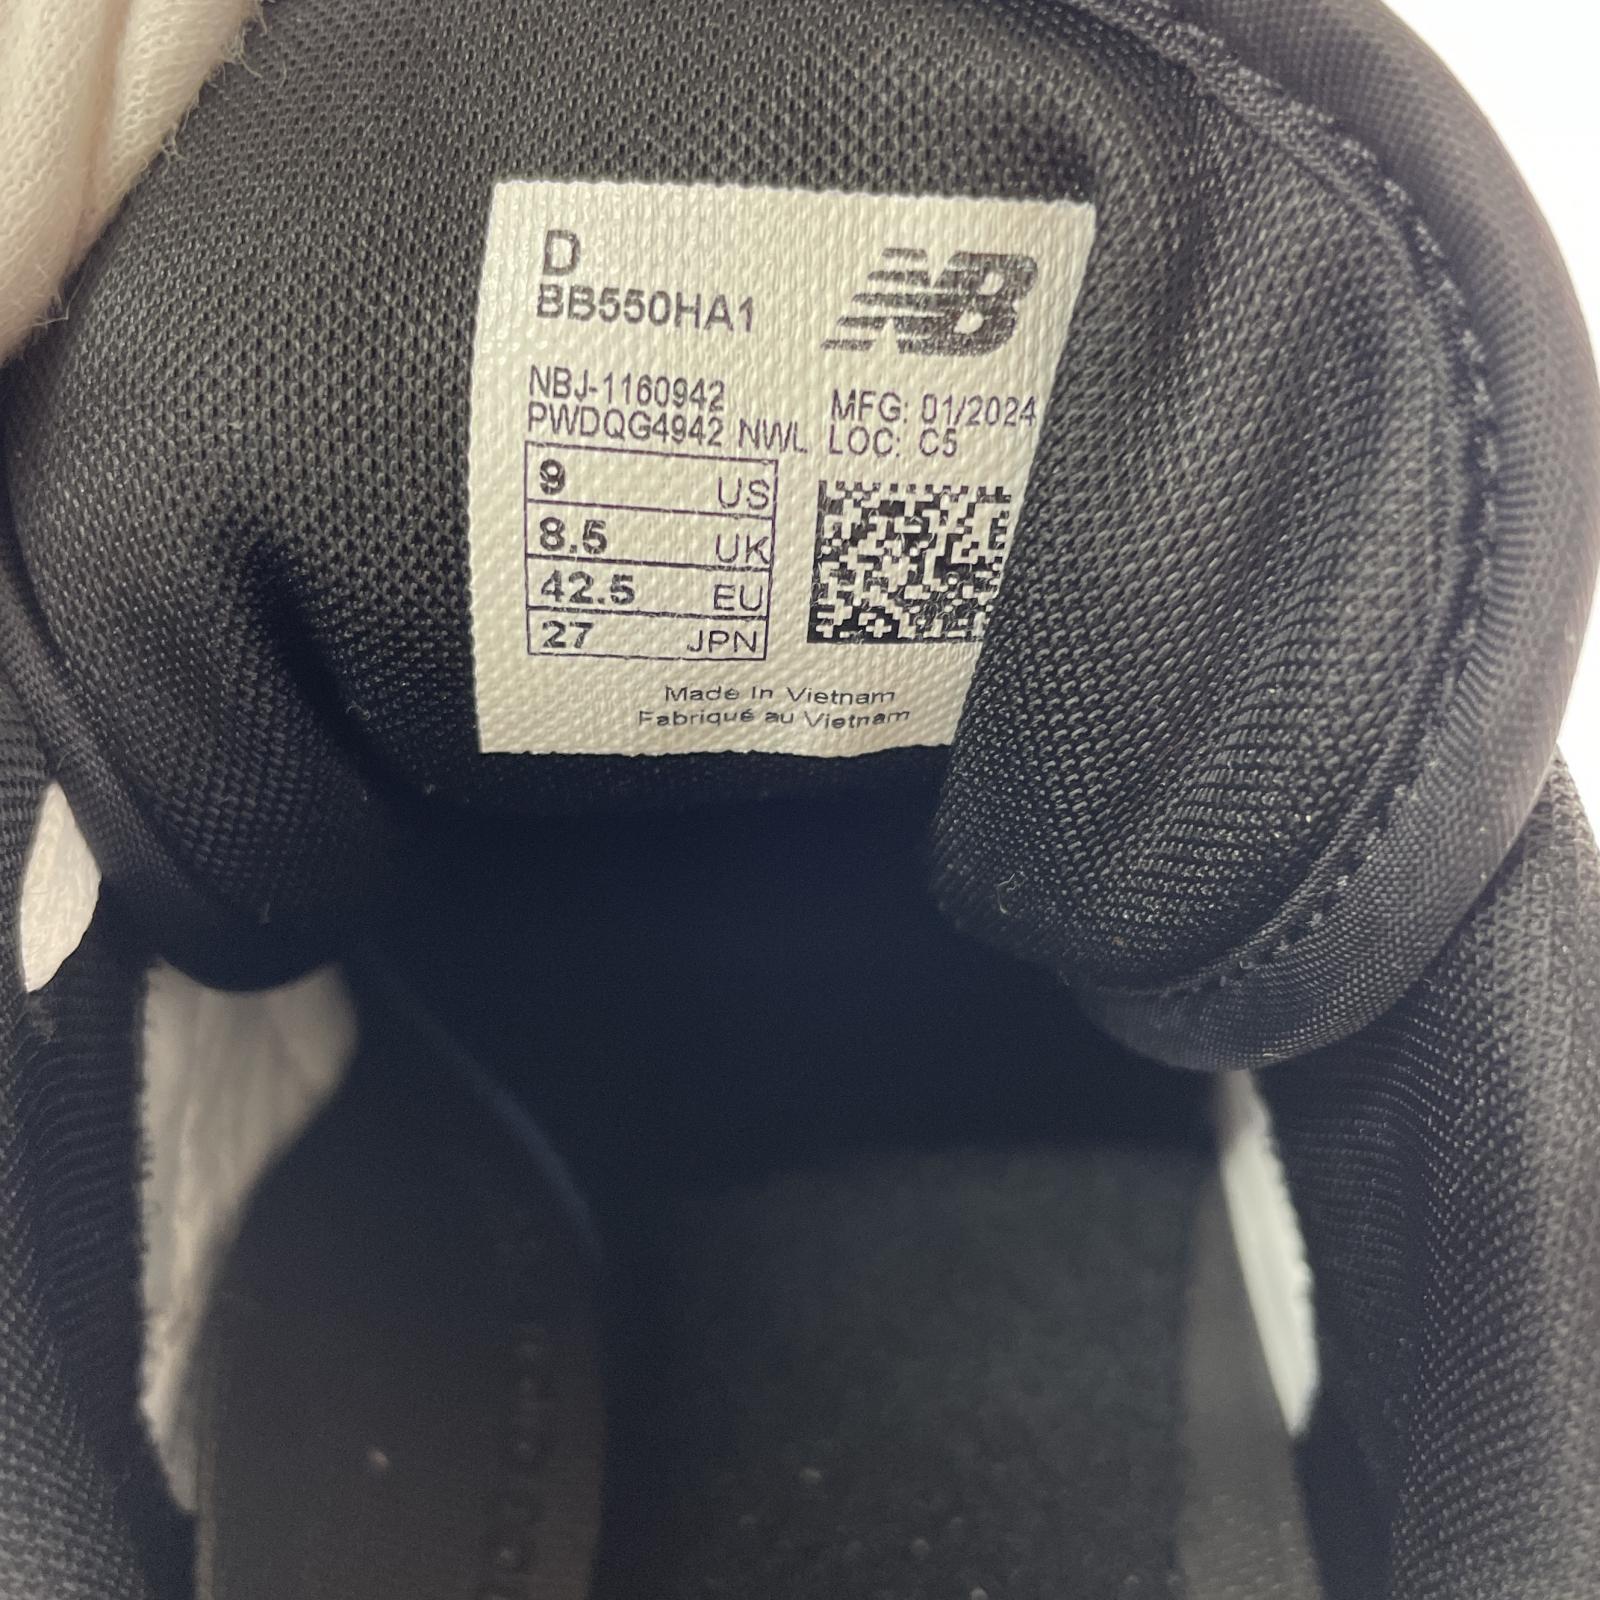 D
BB550HA1
NB
NBJ-1160942
PWDQG4942 NWL
MFG: 01/2024
LOC: C5
9 US
8.5 UK
42.5 EU
27 JPN
Made In Vietnam
Fabriqué au Vietnam